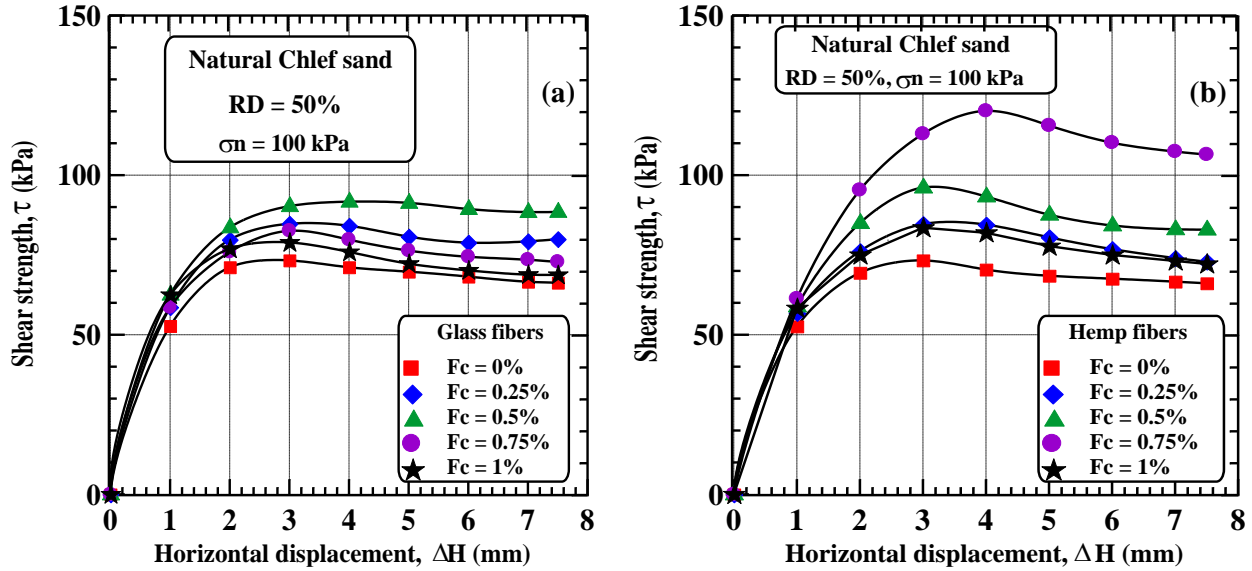 150
100
50
0
Shear strength, τ (kPa)
Natural Chlef sand
RD = 50%
σn = 100 kPa
(a)
Glass fibers
Fc = 0%
Fc = 0.25%
Fc = 0.5%
Fc = 0.75%
Fc = 1%
0 1 2 3 4 5 6 7 8
Horizontal displacement, ΔH (mm)
150
100
50
0
Shear strength, τ (kPa)
Natural Chlef sand
RD = 50%, σn = 100 kPa
(b)
Hemp fibers
Fc = 0%
Fc = 0.25%
Fc = 0.5%
Fc = 0.75%
Fc = 1%
0 1 2 3 4 5 6 7 8
Horizontal displacement, ΔH (mm)